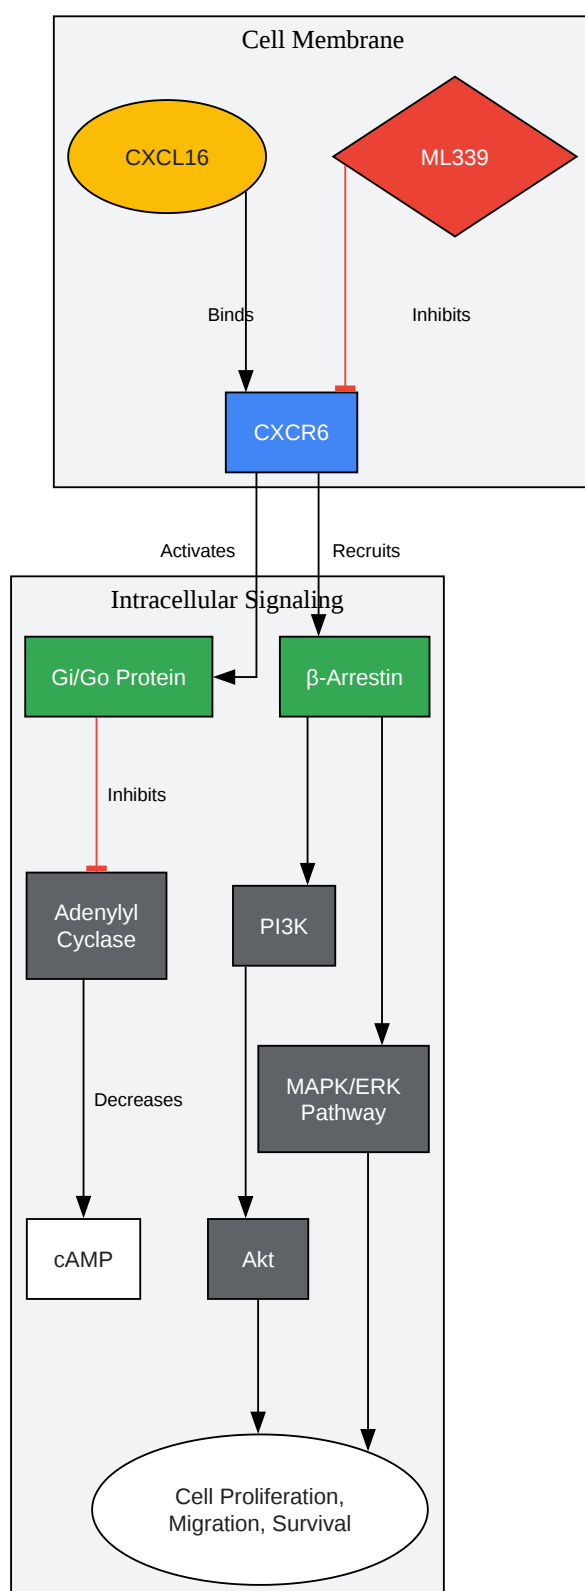 Cell Membrane
CXCL16
ML339
Binds
Inhibits
CXCR6
Activates
Recruits
Intracellular Signaling
Gi/Go Protein
β-Arrestin
Inhibits
Adenylyl
Cyclase
PI3K
MAPK/ERK
Pathway
Decreases
cAMP
Akt
Cell Proliferation,
Migration, Survival